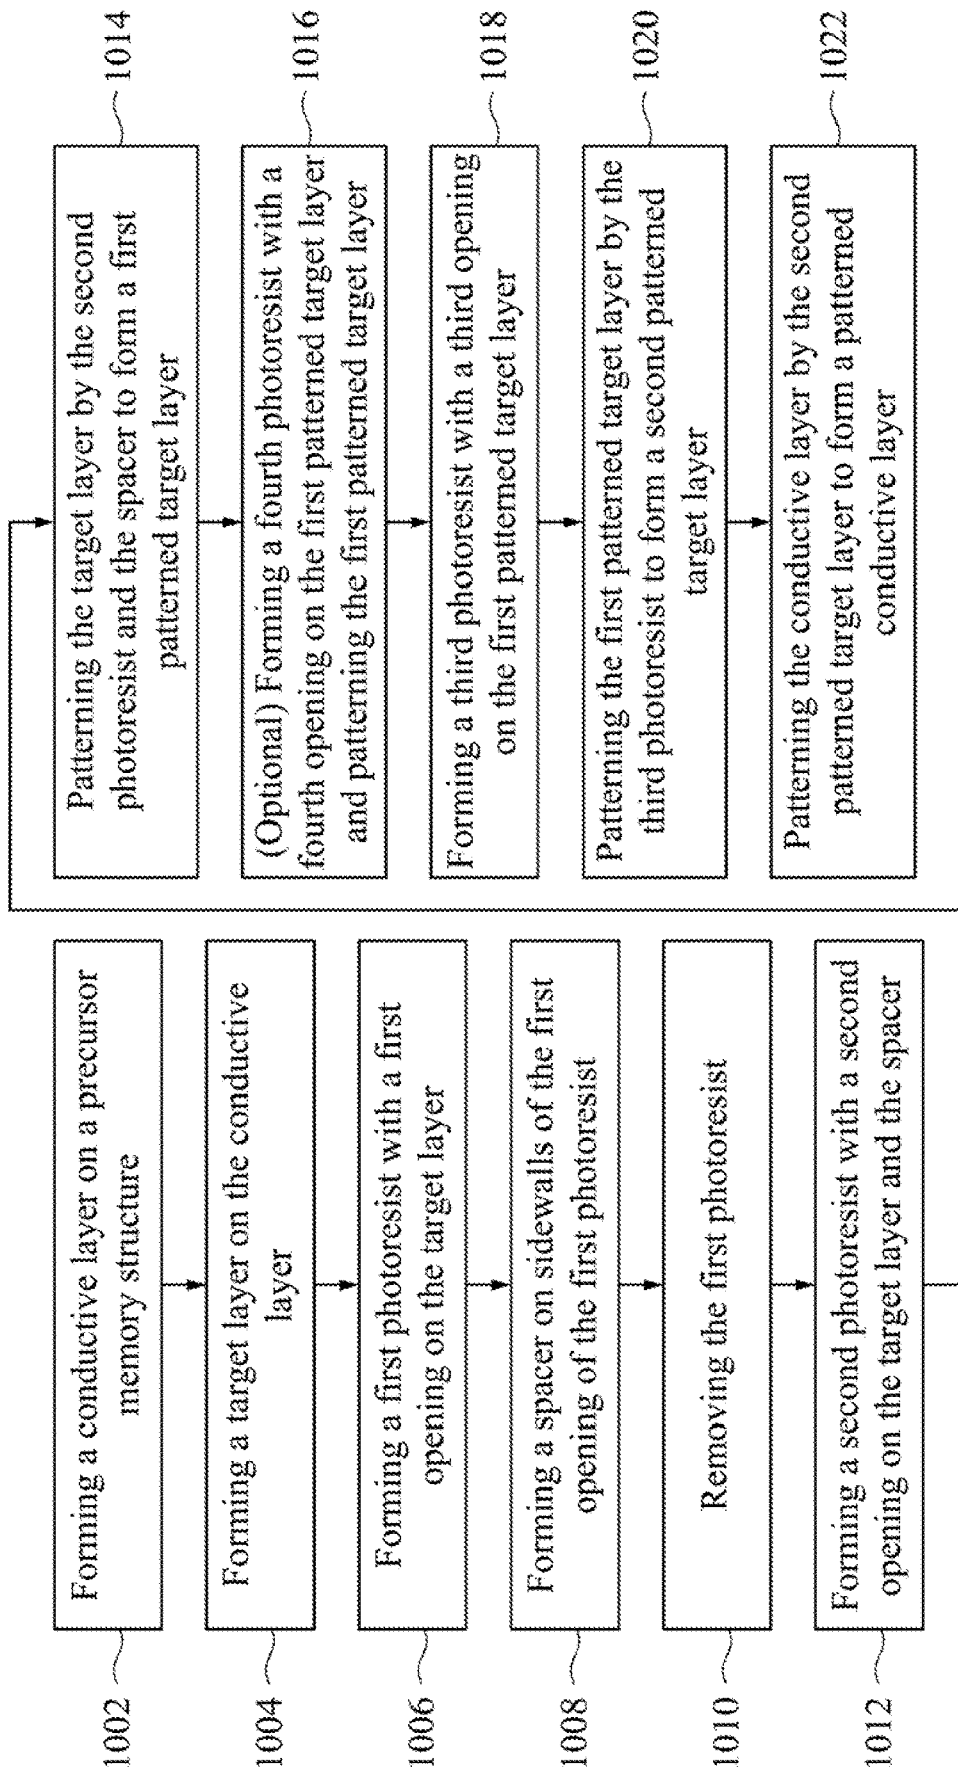 1002
Forming a conductive layer on a precursor
memory structure
1004
Forming a target layer on the conductive
layer
1006
Forming a first photoresist with a first
opening on the target layer
1008
Forming a spacer on sidewalls of the first
opening of the first photoresist
1010
Removing the first photoresist
1012
Forming a second photoresist with a second
opening on the target layer and the spacer
Patterning the target layer by the second
photoresist and the spacer to form a first
patterned target layer
1014
(Optional) Forming a fourth photoresist with a
fourth opening on the first patterned target layer
and patterning the first patterned target layer
1016
Forming a third photoresist with a third opening
on the first patterned target layer
1018
Patterning the first patterned target layer by the
third photoresist to form a second patterned
target layer
1020
Patterning the conductive layer by the second
patterned target layer to form a patterned
conductive layer
1022